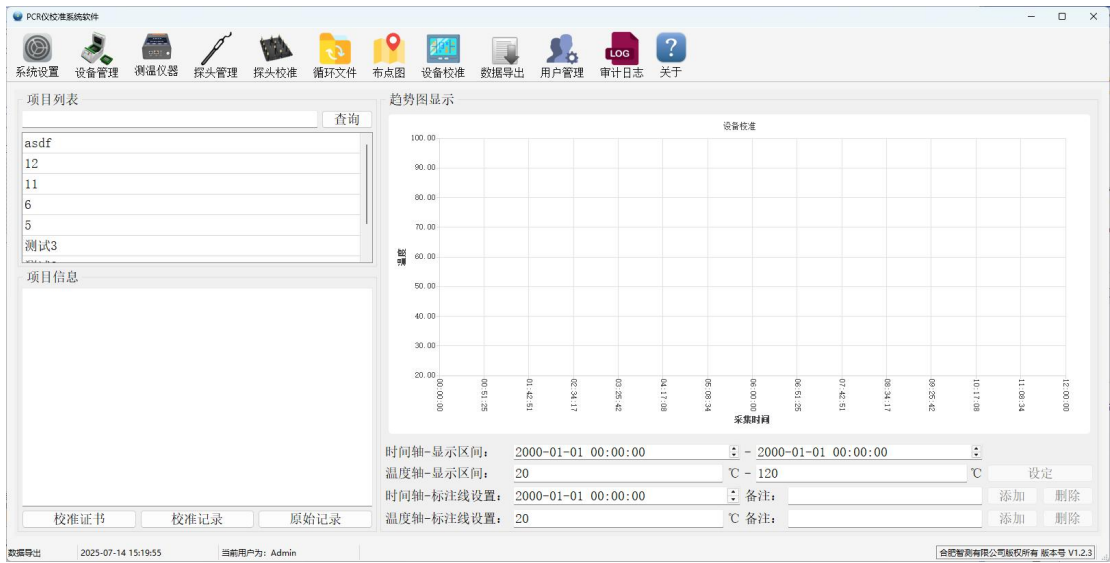 PCR仪校准系统软件
系统设置 设备管理 测温仪器 探头管理 探头校准 循环文件 布点图 设备校准 数据导出 用户管理 LOG 审计日志 ? 关于
项目列表
查询
asdf
12
11
6
5
测试3
项目信息
校准证书 校准记录 原始记录
趋势图显示
设备校准
100.00
90.00
80.00
70.00
温度
60.00
50.00
40.00
30.00
20.00
00:00:00 00:51:25 01:42:51 02:34:17 03:25:42 04:17:08 05:08:34 06:00:00 06:51:25 07:42:51 08:34:17 09:25:42 10:17:08 11:08:34 12:00:00
采集时间
时间轴-显示区间: 2000-01-01 00:00:00 - 2000-01-01 00:00:00
温度轴-显示区间: 20 ℃ - 120 ℃ 设定
时间轴-标注线设置: 2000-01-01 00:00:00 备注: 添加 删除
温度轴-标注线设置: 20 ℃ 备注: 添加 删除
数据导出 2025-07-14 15:19:55 当前用户为: Admin 合肥智测有限公司版权所有 版本号 V1.2.3